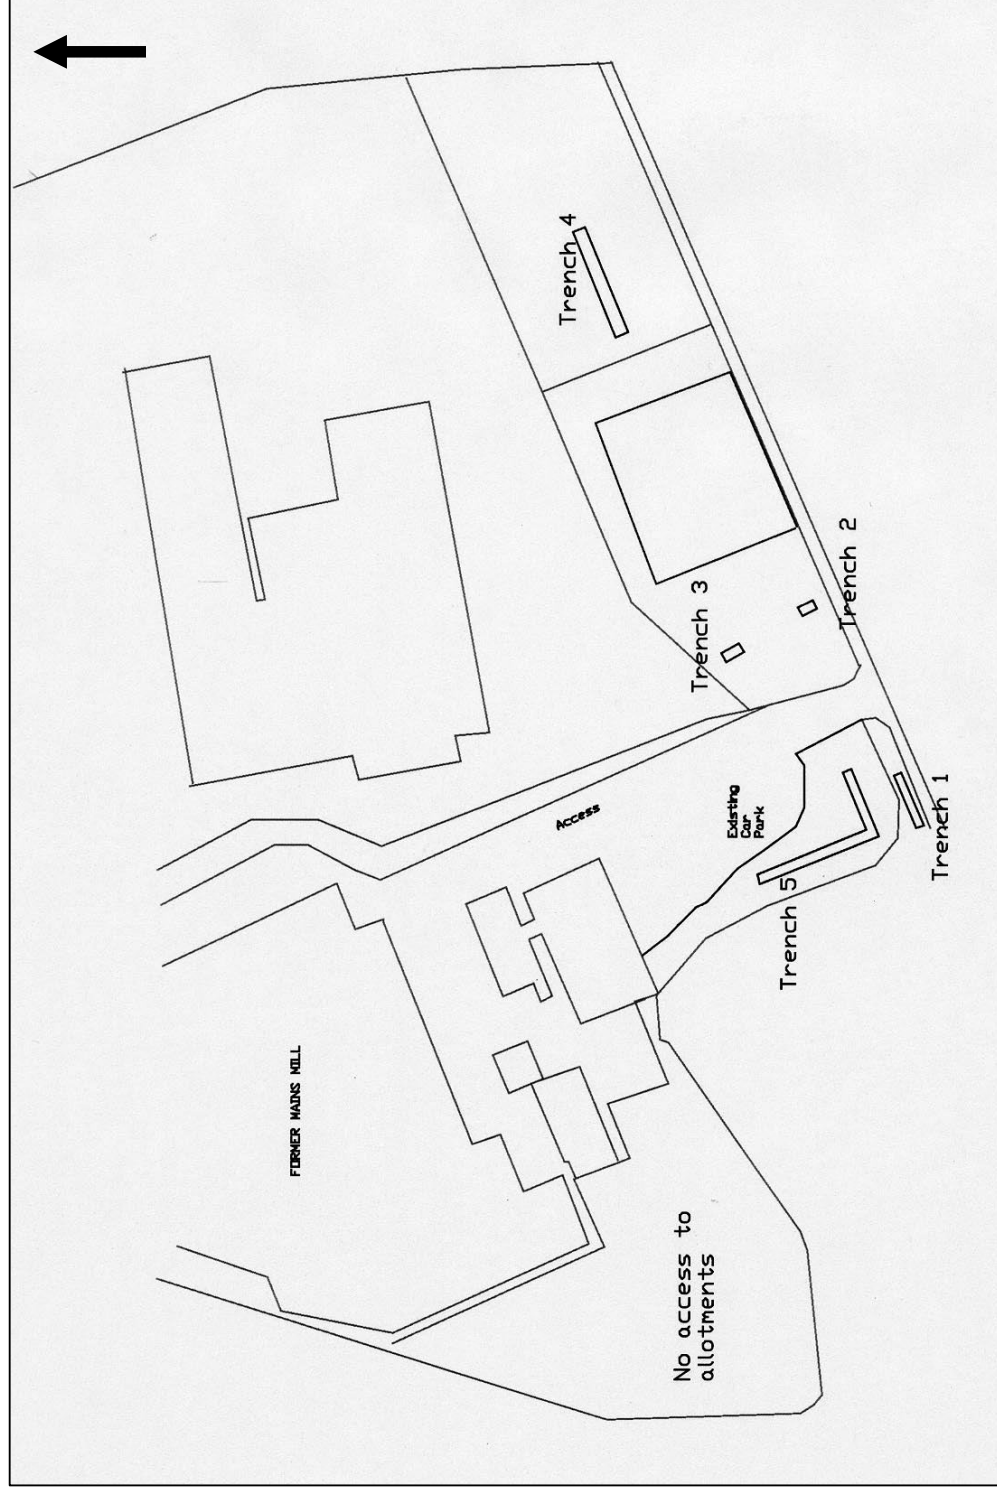 FORMER MAINS MILL
Trench 4
Access
No access to
allotments
Trench 3
Existing
Car
Park
Trench 5
Trench 2
Trench 1